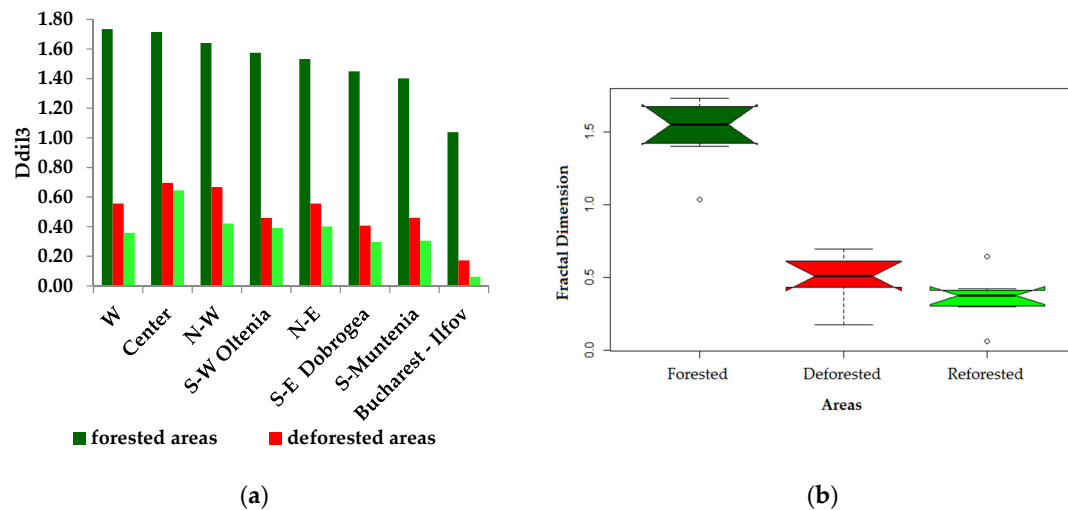 1.80
1.60
1.40
1.20
1.00
0.80
0.60
0.40
0.20
0.00
Ddil3
W
Center
N-W
S-W Oltenia
N-E
S-E Dobrogea
S-Muntenia
Bucharest - Ilfov
forested areas
deforested areas
(a)
1.5
1.0
0.5
0.0
Fractal Dimension
Forested
Deforested
Reforested
Areas
(b)